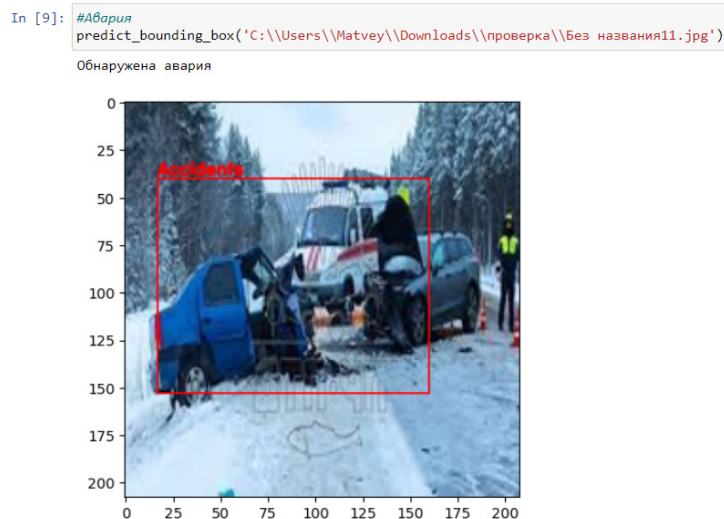 In [9]: #Авария
predict_bounding_box('C:\\Users\\Matvey\\Downloads\\проверка\\Без названия11.jpg')
Обнаружена авария
0
Accidents
25
50
75
100
125
150
175
200
0 25 50 75 100 125 150 175 200